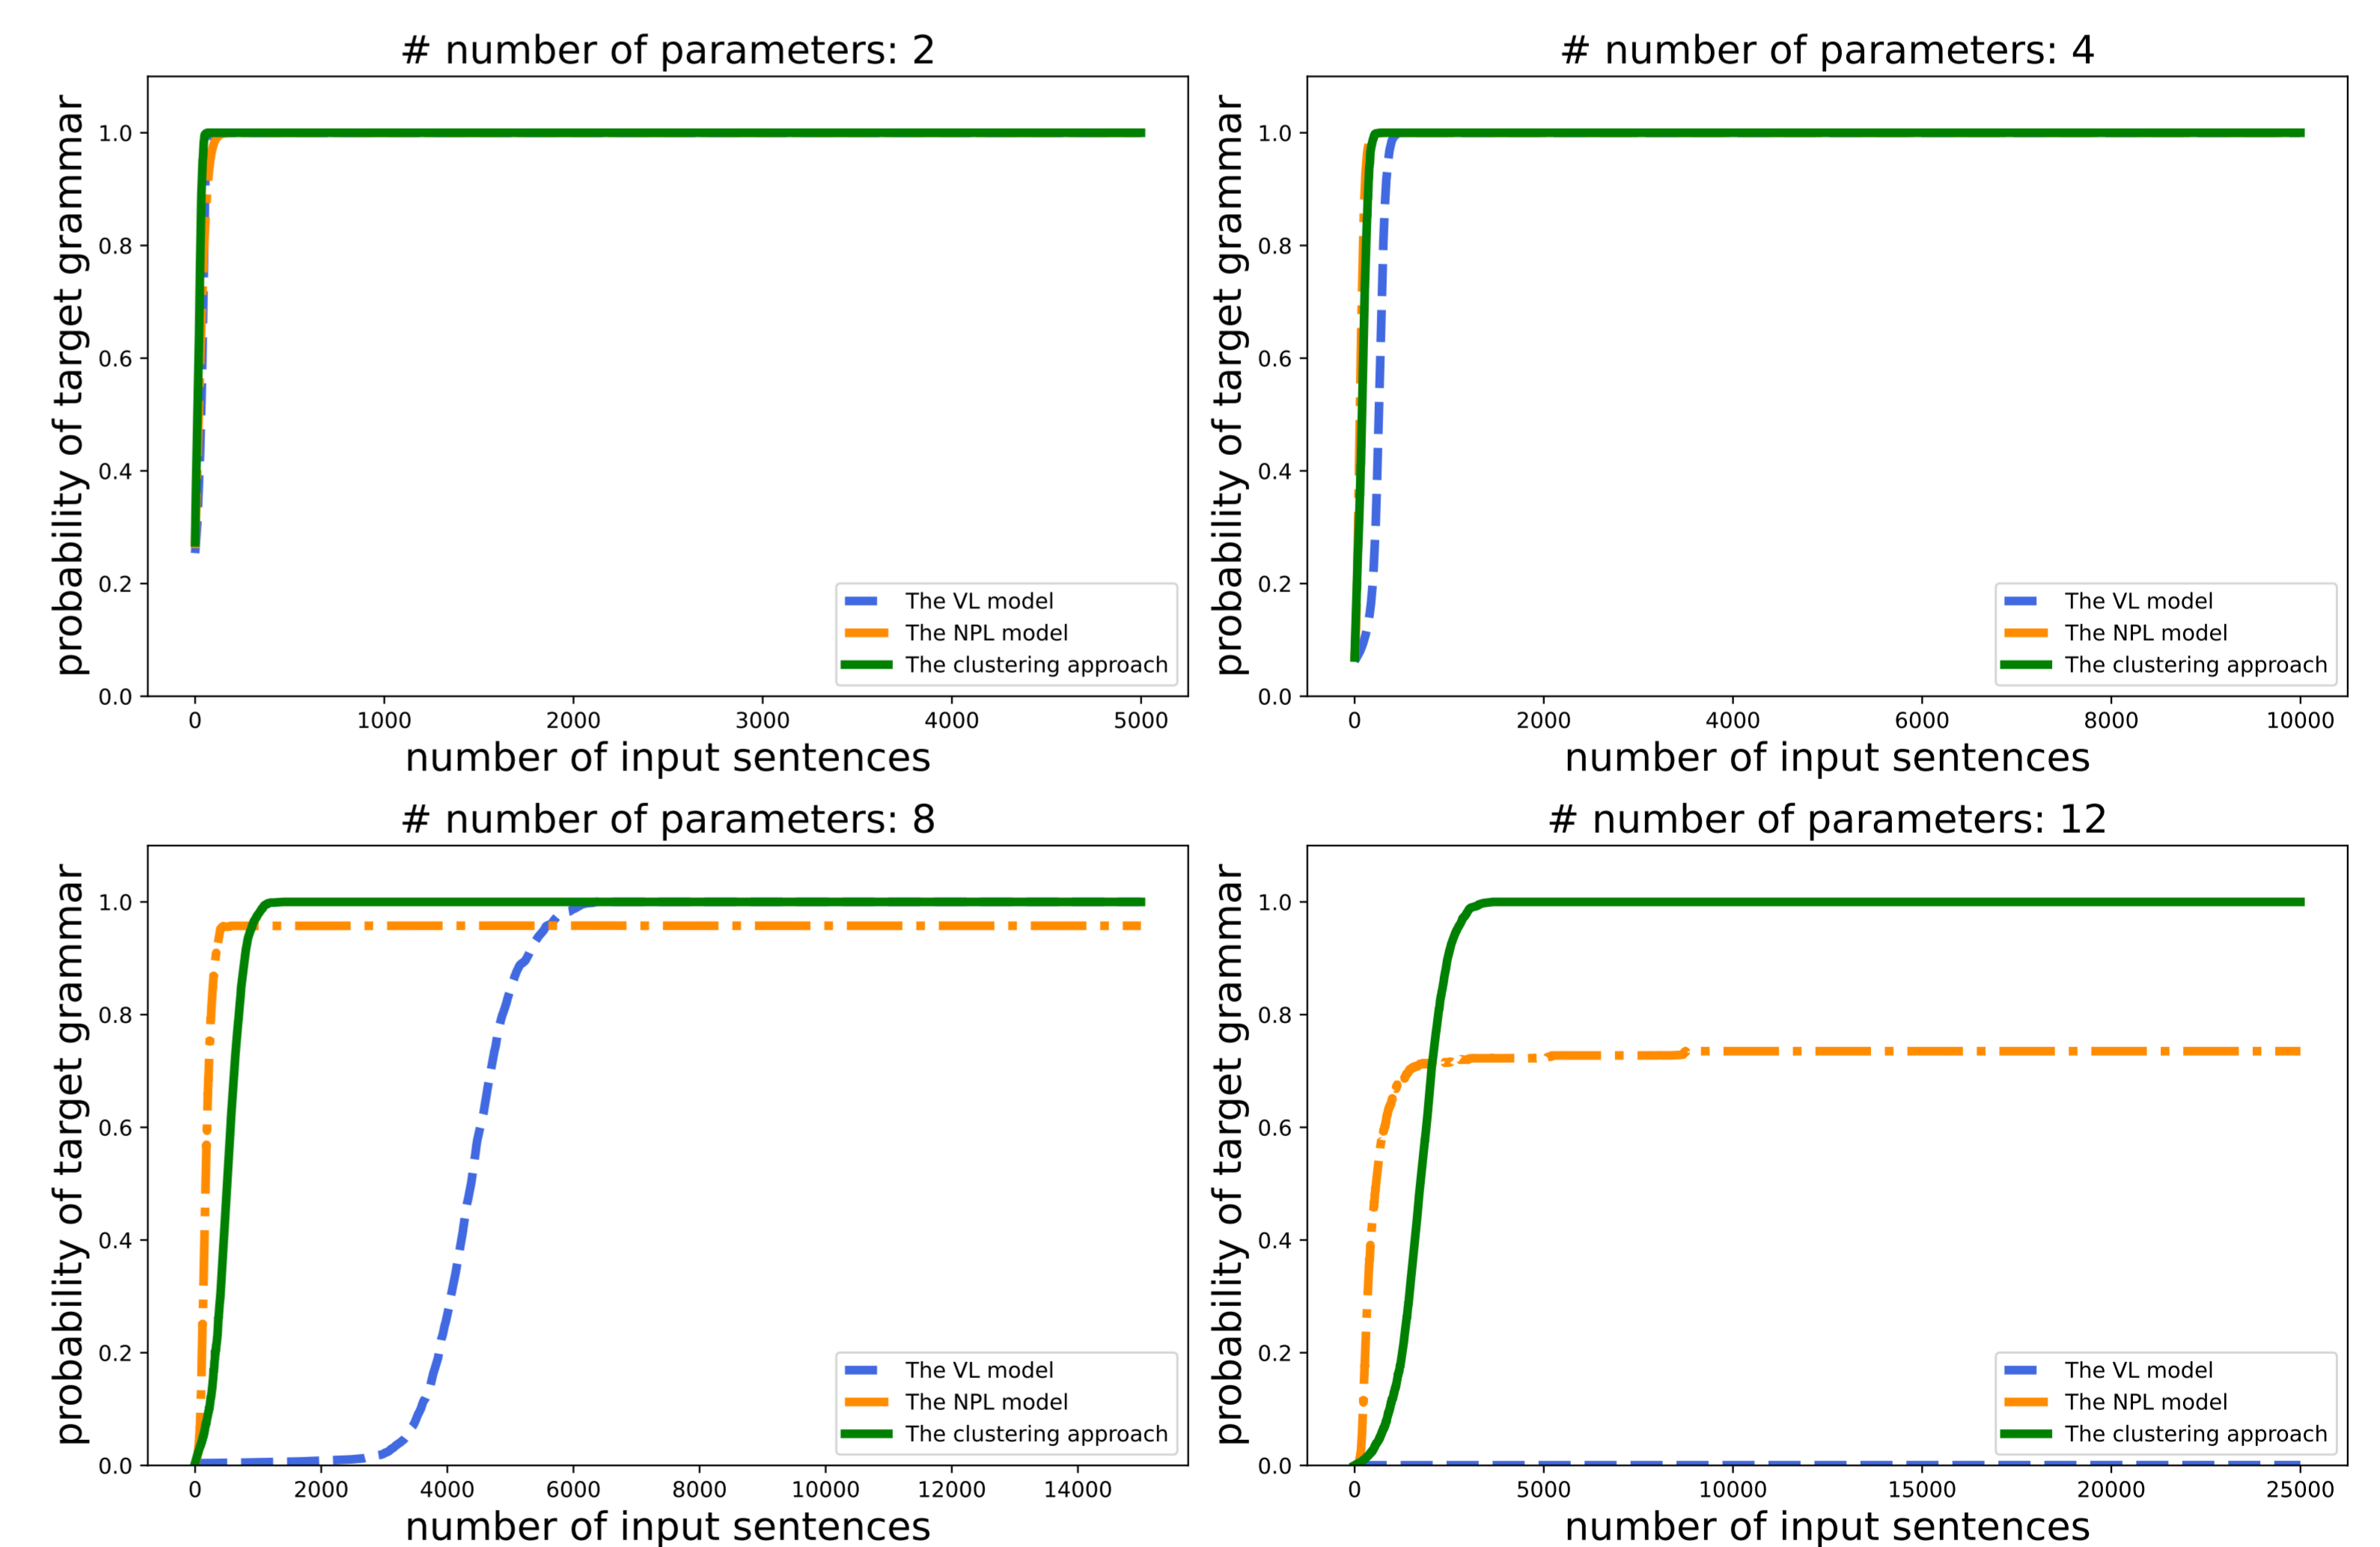 # number of parameters: 2
probability of target grammar
1.0
0.8
0.6
0.4
0.2
0.0
The VL model
The NPL model
The clustering approach
0 1000 2000 3000 4000 5000
number of input sentences
# number of parameters: 4
probability of target grammar
1.0
0.8
0.6
0.4
0.2
0.0
The VL model
The NPL model
The clustering approach
0 2000 4000 6000 8000 10000
number of input sentences
# number of parameters: 8
probability of target grammar
1.0
0.8
0.6
0.4
0.2
0.0
The VL model
The NPL model
The clustering approach
0 2000 4000 6000 8000 10000 12000 14000
number of input sentences
# number of parameters: 12
probability of target grammar
1.0
0.8
0.6
0.4
0.2
0.0
The VL model
The NPL model
The clustering approach
0 5000 10000 15000 20000 25000
number of input sentences